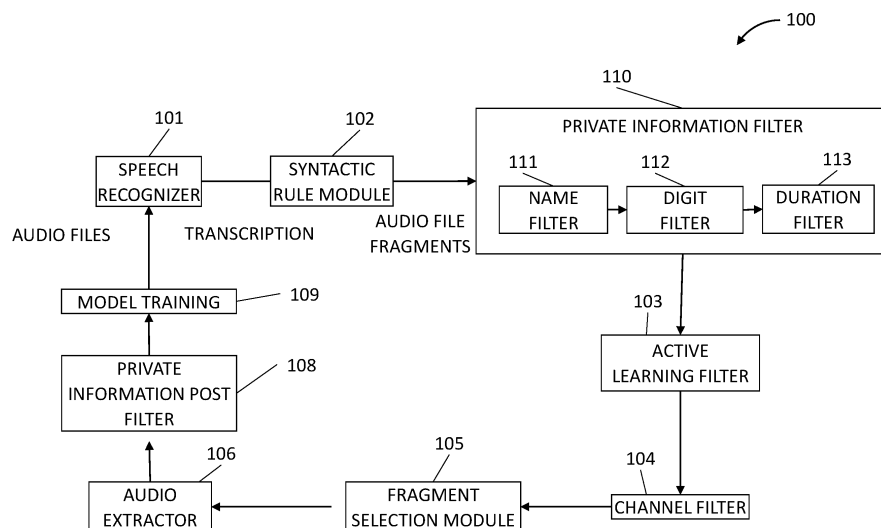 100
110
PRIVATE INFORMATION FILTER
101
102
111
112
113
SPEECH
RECOGNIZER
SYNTACTIC
RULE MODULE
NAME
FILTER
DIGIT
FILTER
DURATION
FILTER
AUDIO FILES
TRANSCRIPTION
AUDIO FILE
FRAGMENTS
MODEL TRAINING
109
103
ACTIVE
LEARNING FILTER
PRIVATE
INFORMATION POST
FILTER
108
106
105
104
AUDIO
EXTRACTOR
FRAGMENT
SELECTION MODULE
CHANNEL FILTER